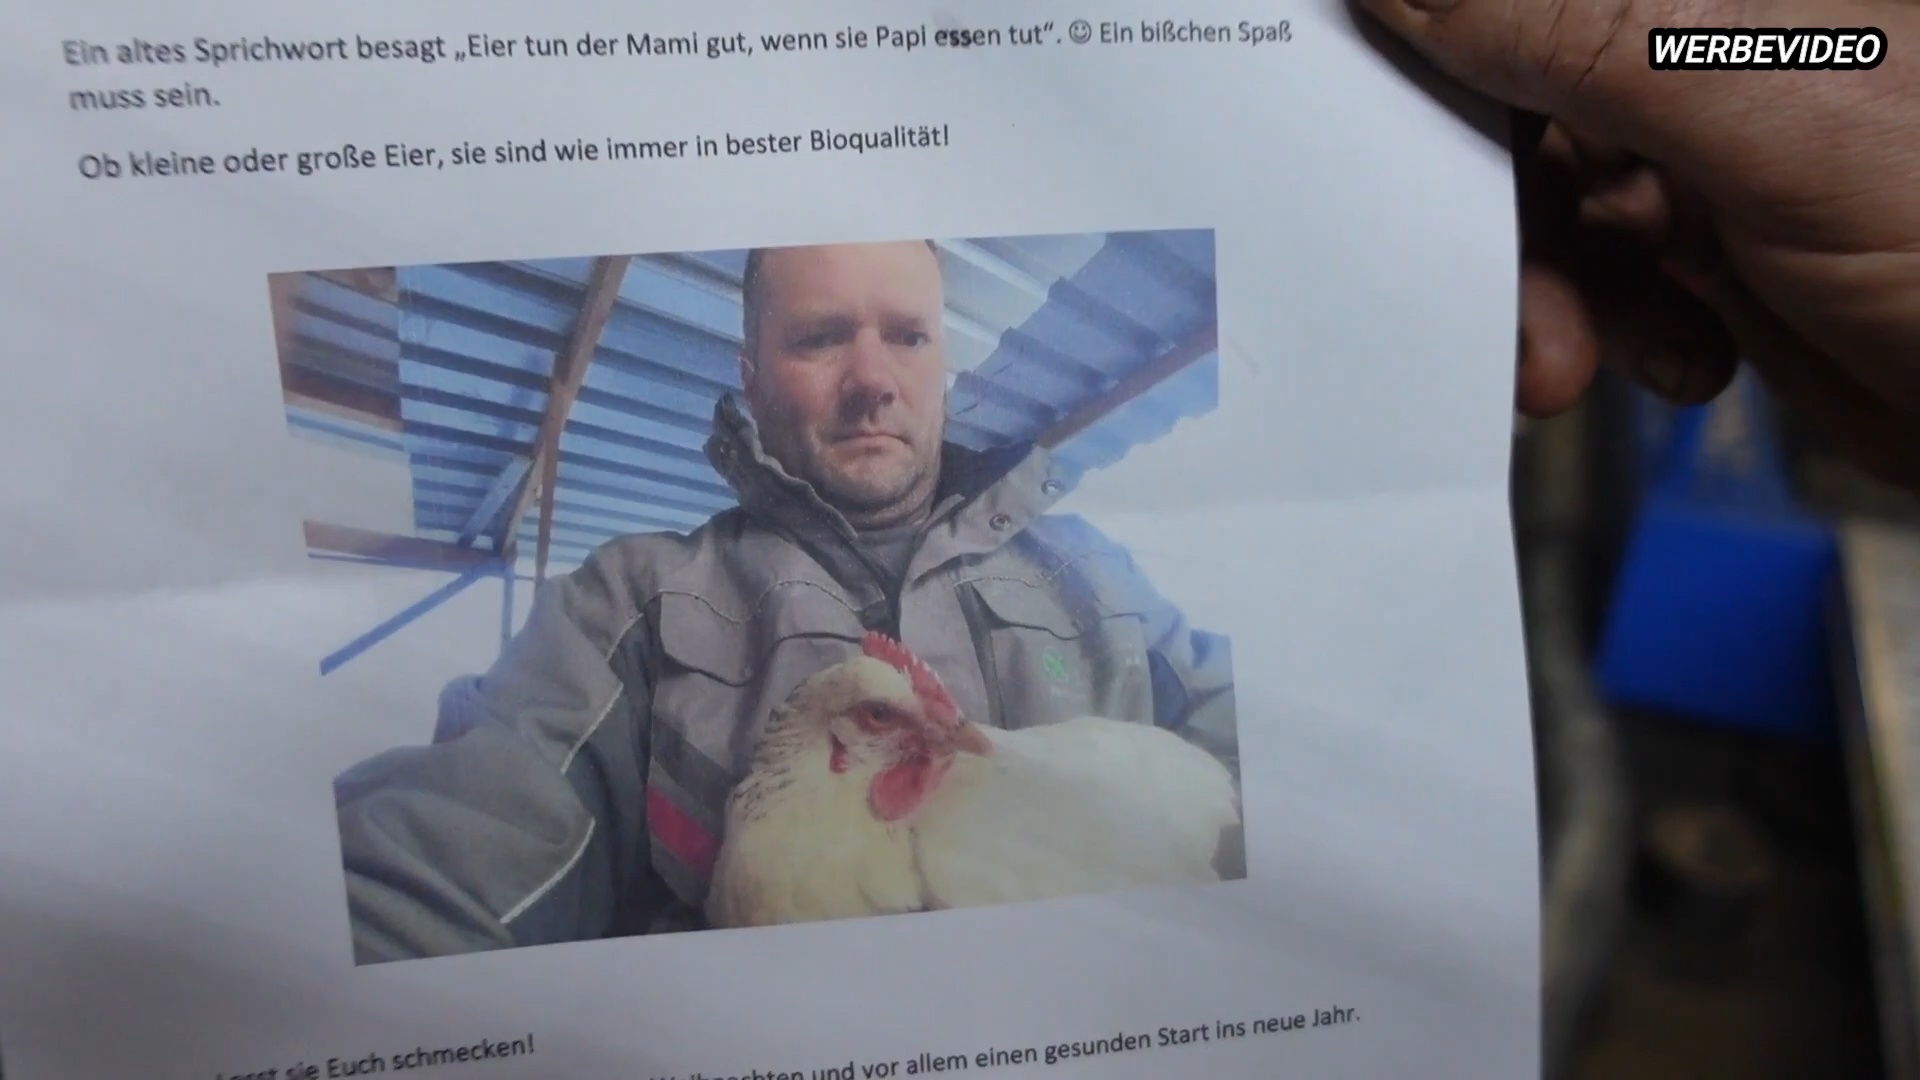 Ein altes Sprichwort besagt „Eier tun der Mami gut, wenn sie Papi essen tut“. ☺ Ein bißchen Spaß
WERBEVIDEO
muss sein.
Ob kleine oder große Eier, sie sind wie immer in bester Bioqualität!
sie Euch schmecken!
und vor allem einen gesunden Start ins neue Jahr.